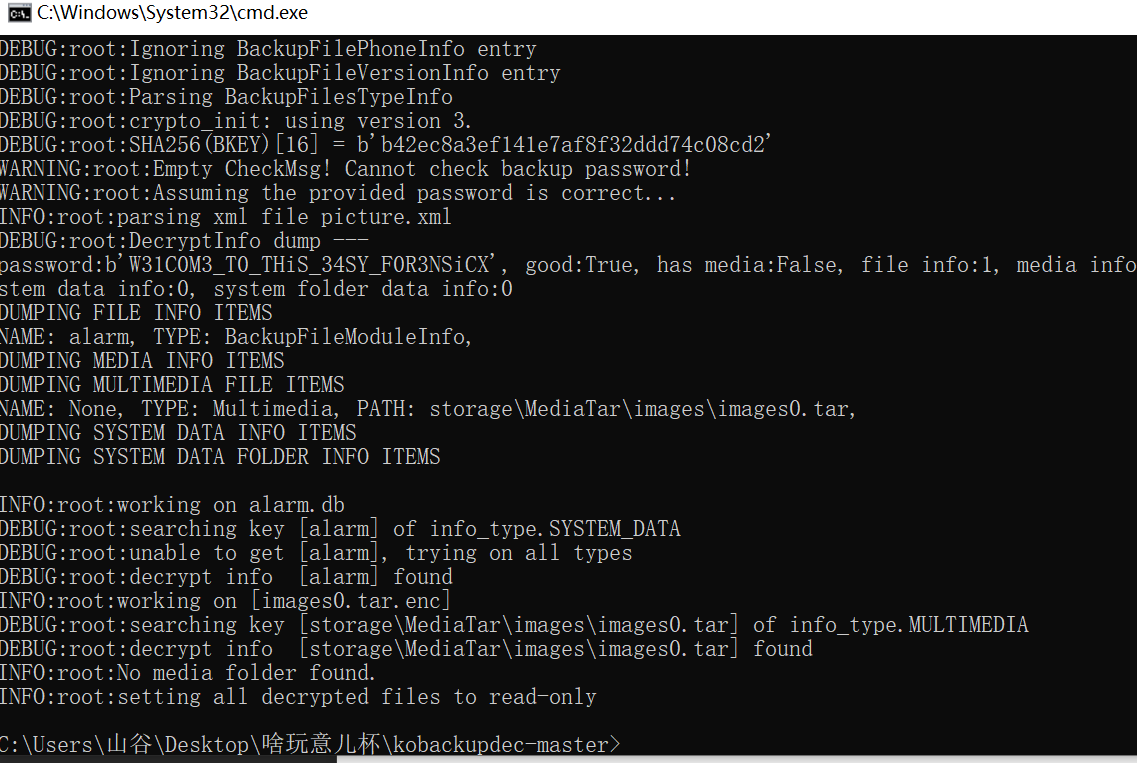 C:\Windows\System32\cmd.exe
DEBUG:root:Ignoring BackupFilePhoneInfo entry
DEBUG:root:Ignoring BackupFileVersionInfo entry
DEBUG:root:Parsing BackupFilesTypeInfo
DEBUG:root:crypto_init: using version 3.
DEBUG:root:SHA256(BKEY)[16] = b'b42ec8a3ef141e7af8f32ddd74c08cd2'
WARNING:root:Empty CheckMsg! Cannot check backup password!
WARNING:root:Assuming the provided password is correct...
INFO:root:parsing xml file picture.xml
DEBUG:root:DecryptInfo dump ---
password:b'W31C0M3_T0_THiS_34SY_F0R3NSiCX', good:True, has media:False, file info:1, media info
stem data info:0, system folder data info:0
DUMPING FILE INFO ITEMS
NAME: alarm, TYPE: BackupFileModuleInfo,
DUMPING MEDIA INFO ITEMS
DUMPING MULTIMEDIA FILE ITEMS
NAME: None, TYPE: Multimedia, PATH: storage\MediaTar\images\images0.tar,
DUMPING SYSTEM DATA INFO ITEMS
DUMPING SYSTEM DATA FOLDER INFO ITEMS
INFO:root:working on alarm.db
DEBUG:root:searching key [alarm] of info_type.SYSTEM_DATA
DEBUG:root:unable to get [alarm], trying on all types
DEBUG:root:decrypt info  [alarm] found
INFO:root:working on [images0.tar.enc]
DEBUG:root:searching key [storage\MediaTar\images\images0.tar] of info_type.MULTIMEDIA
DEBUG:root:decrypt info  [storage\MediaTar\images\images0.tar] found
INFO:root:No media folder found.
INFO:root:setting all decrypted files to read-only
C:\Users\山谷\Desktop\啥玩意儿杯\kobackupdec-master>